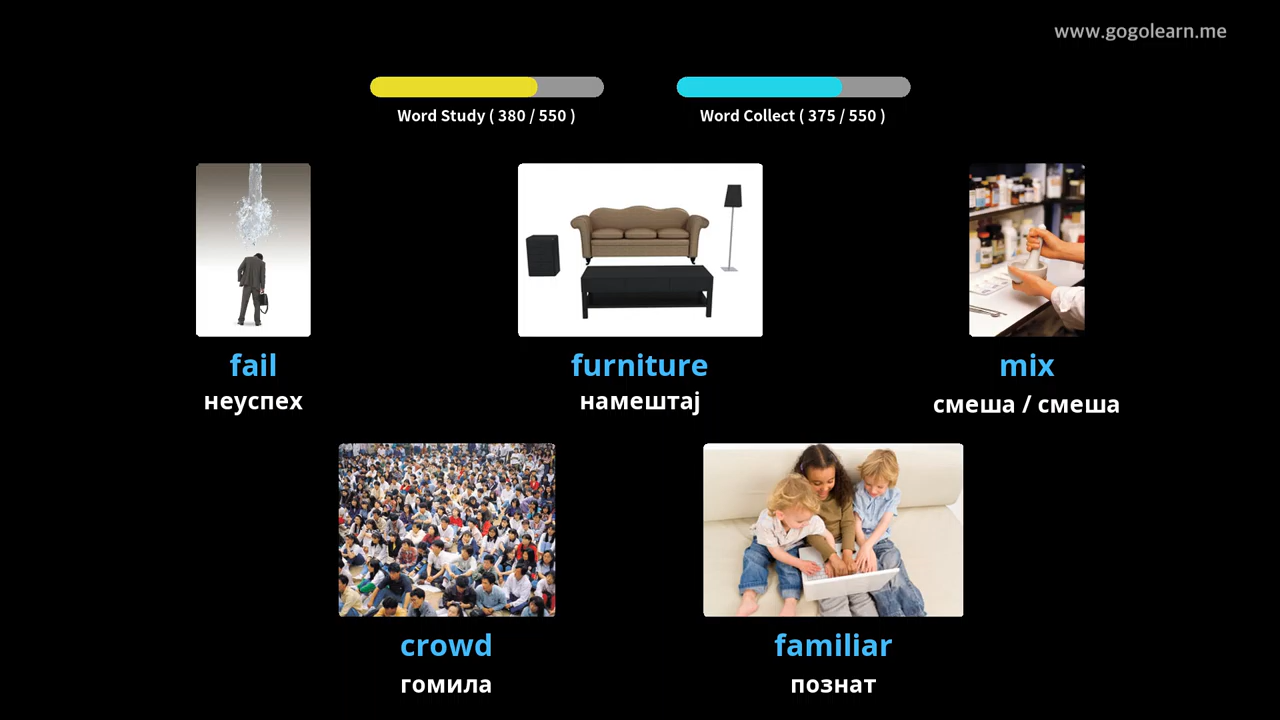 www.gogolearn.me
Word Study ( 380 / 550 )
Word Collect ( 375 / 550 )
fail
неуспех
furniture
намештај
mix
смеша / смеша
crowd
гомила
familiar
познат